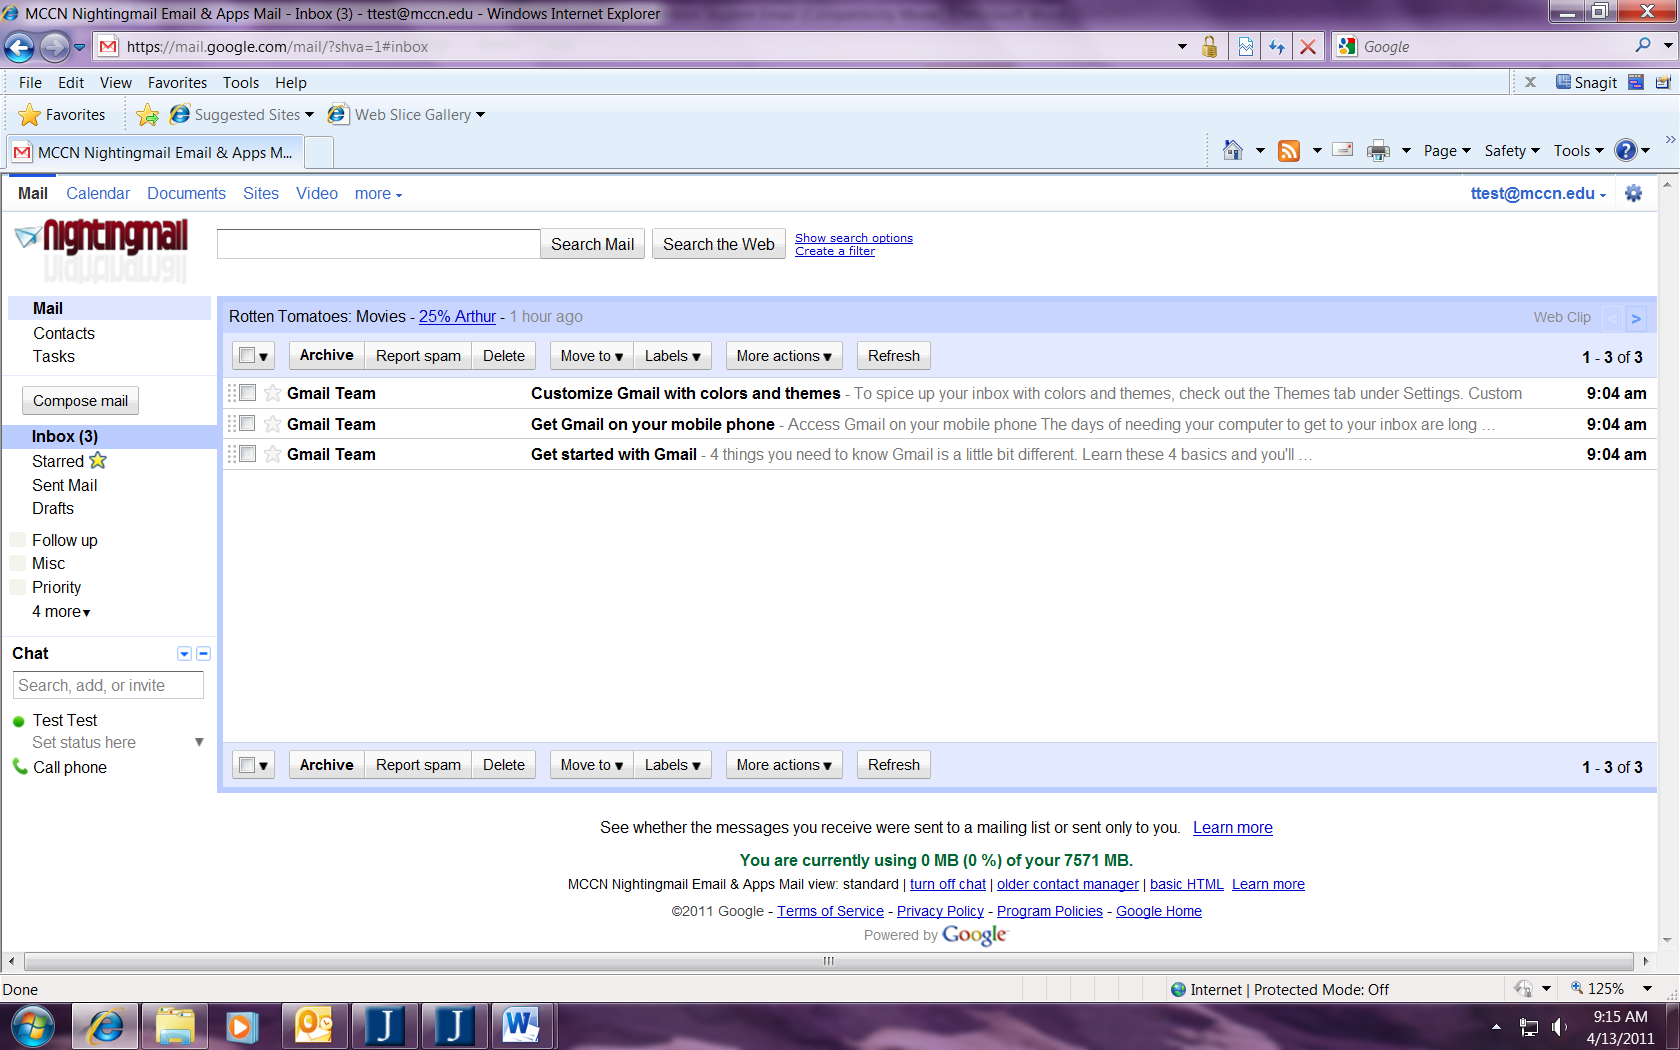 MCCN Nightingmail Email & Apps Mail - Inbox (3) - ttest@mccn.edu - Windows Internet Explorer
https://mail.google.com/mail/?shva=1#inbox
Google
File Edit View Favorites Tools Help
x Snagit
Favorites Suggested Sites Web Slice Gallery
MCCN Nightingmail Email & Apps M...
Page Safety Tools
Mail Calendar Documents Sites Video more
ttest@mccn.edu
Nightingmail
Search Mail Search the Web Show search options
Create a filter
Mail
Contacts
Tasks
Compose mail
Inbox (3)
Starred
Sent Mail
Drafts
Follow up
Misc
Priority
4 more
Chat
Search, add, or invite
Test Test
Set status here
Call phone
Rotten Tomatoes: Movies - 25% Arthur - 1 hour ago
Web Clip < >
Archive Report spam Delete Move to Labels More actions Refresh 1 - 3 of 3
Gmail Team Customize Gmail with colors and themes - To spice up your inbox with colors and themes, check out the Themes tab under Settings. Custom 9:04 am
Gmail Team Get Gmail on your mobile phone - Access Gmail on your mobile phone The days of needing your computer to get to your inbox are long ... 9:04 am
Gmail Team Get started with Gmail - 4 things you need to know Gmail is a little bit different. Learn these 4 basics and you'll ... 9:04 am
Archive Report spam Delete Move to Labels More actions Refresh 1 - 3 of 3
See whether the messages you receive were sent to a mailing list or sent only to you. Learn more
You are currently using 0 MB (0 %) of your 7571 MB.
MCCN Nightingmail Email & Apps Mail view: standard | turn off chat | older contact manager | basic HTML Learn more
©2011 Google - Terms of Service - Privacy Policy - Program Policies - Google Home
Powered by Google
Done
Internet | Protected Mode: Off
125%
9:15 AM
4/13/2011